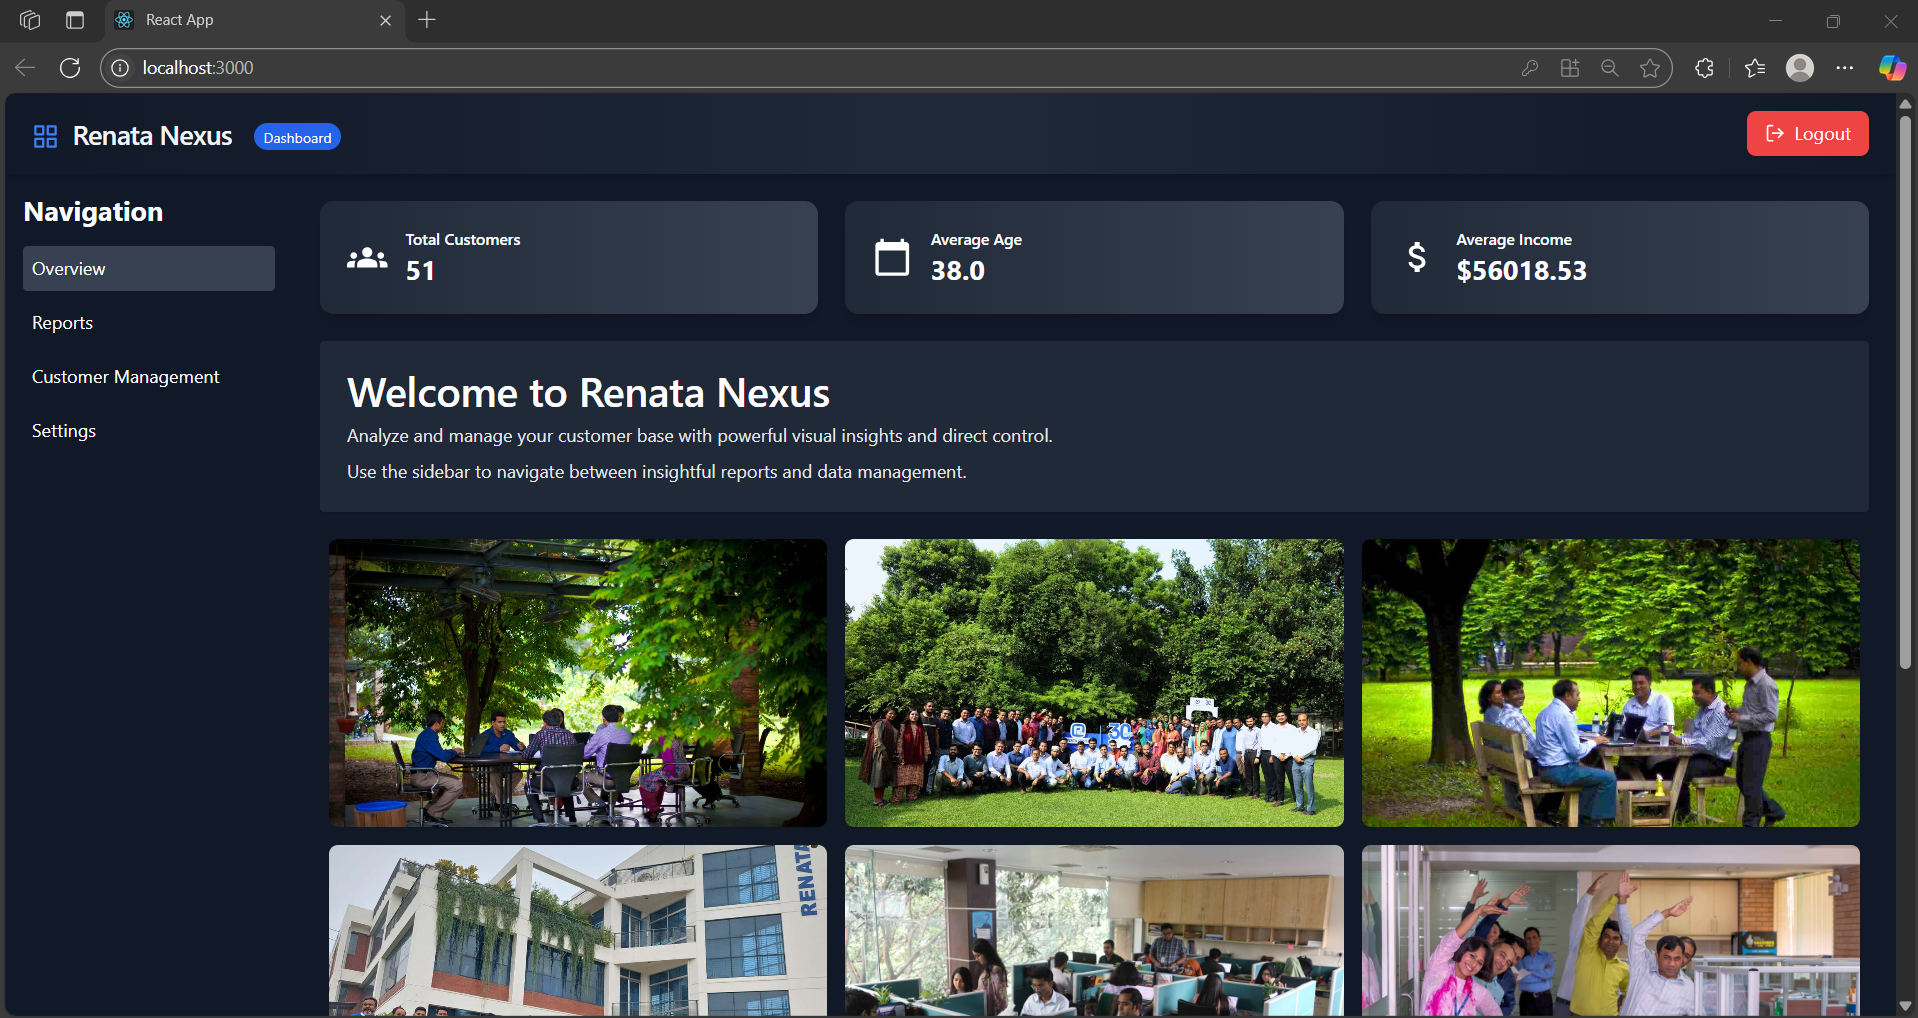 React App
localhost:3000
Renata Nexus
Dashboard
Logout
Navigation
Overview
Reports
Customer Management
Settings
Total Customers
51
Average Age
38.0
Average Income
$56018.53
Welcome to Renata Nexus
Analyze and manage your customer base with powerful visual insights and direct control.
Use the sidebar to navigate between insightful reports and data management.
30
RENATA